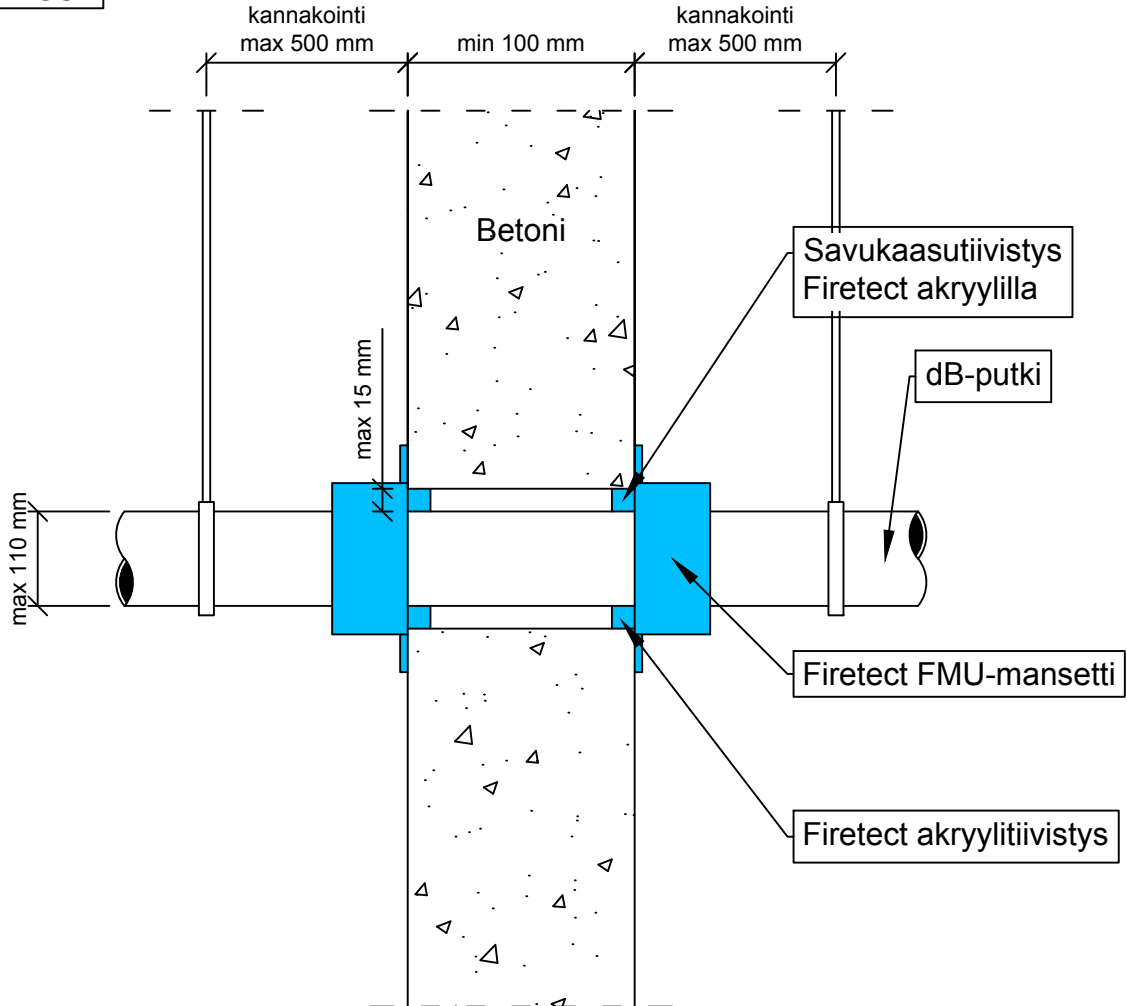 kannakointi
max 500 mm
min 100 mm
kannakointi
max 500 mm
Betoni
Savukaasutiivistys
Firetect akryylilla
dB-putki
max 15 mm
max 110 mm
Firetect FMU-mansetti
Firetect akryylitiivistys